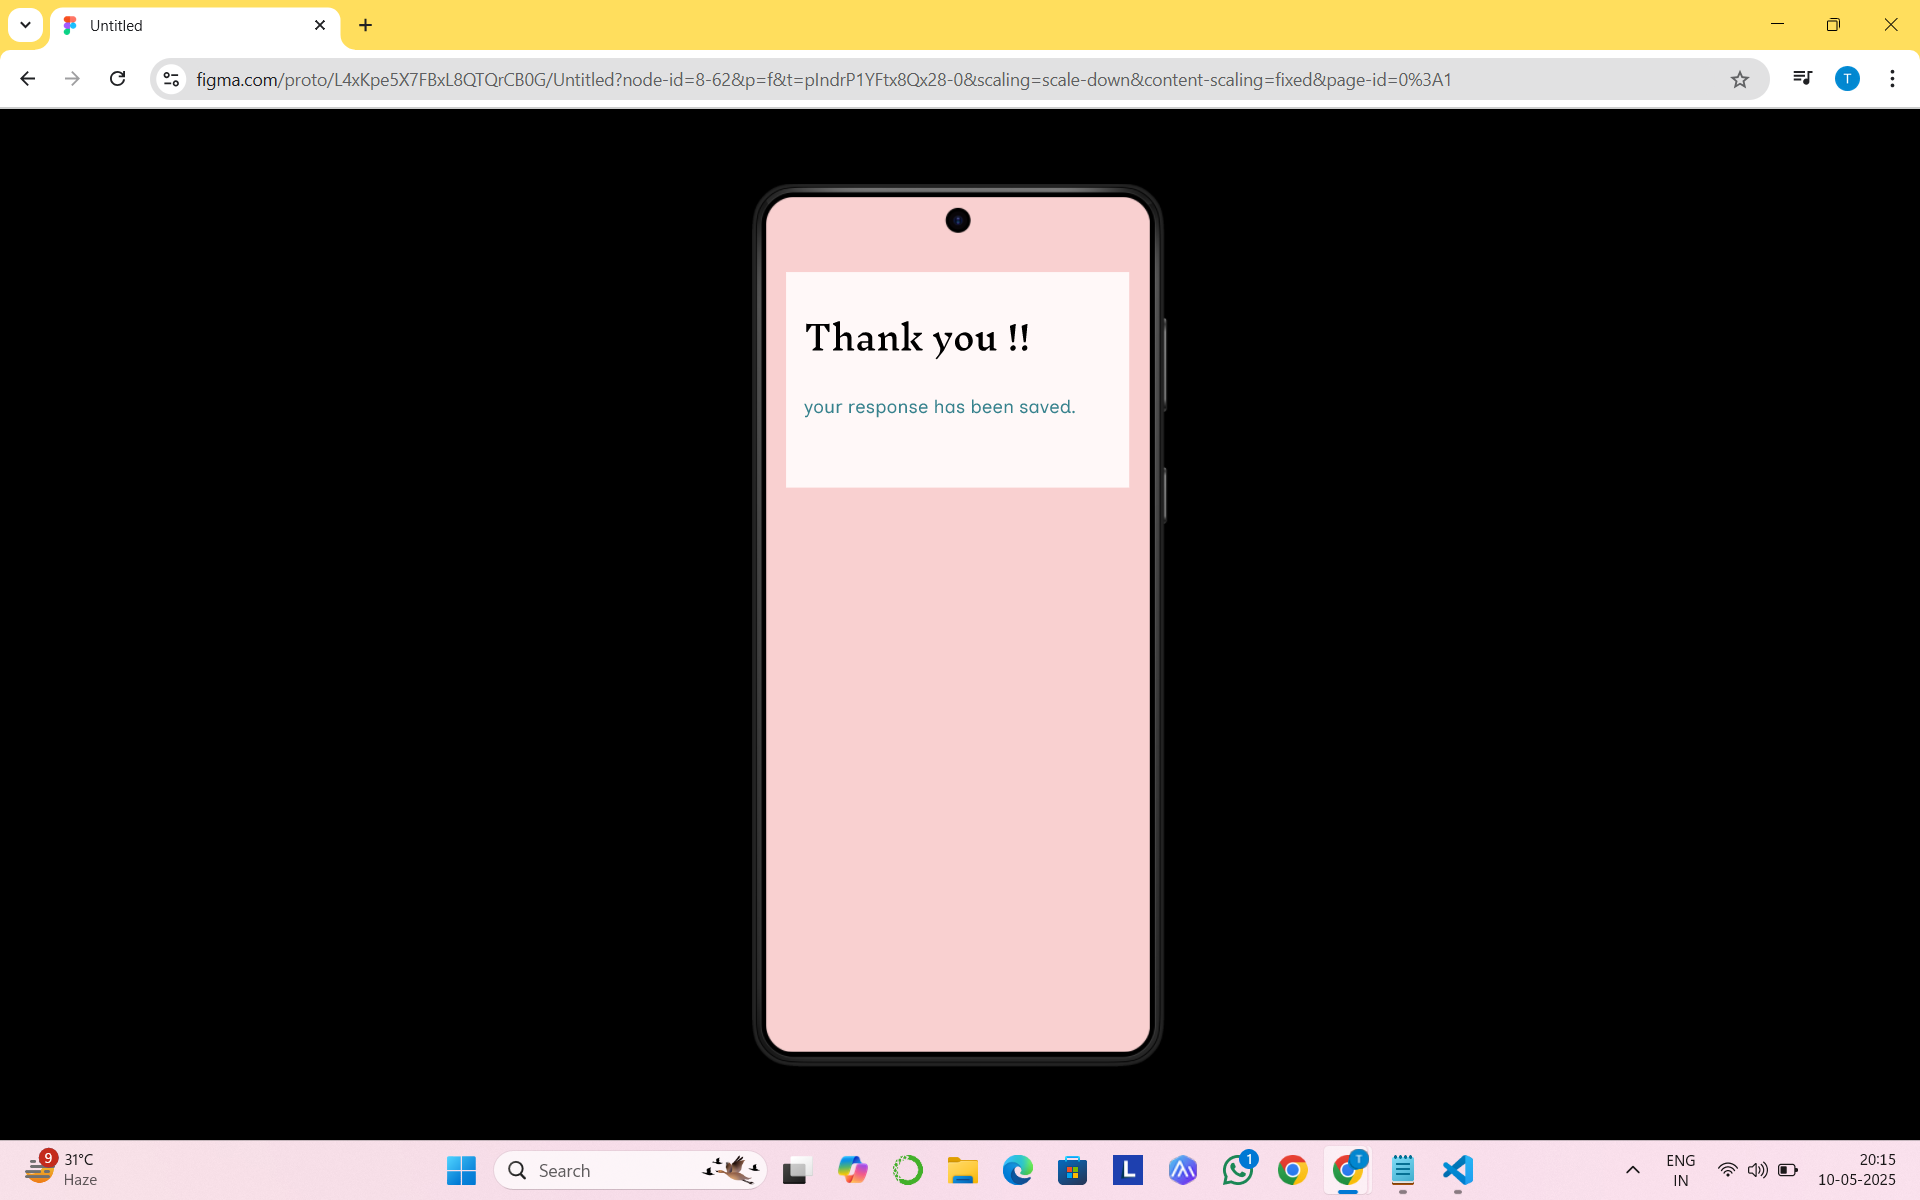 Untitled
figma.com/proto/L4xKpe5X7FBxL8QTQrCB0G/Untitled?node-id=8-62&p=f&t=pIndrP1YFtx8Qx28-0&scaling=scale-down&content-scaling=fixed&page-id=0%3A1
T
Thank you !!
your response has been saved.
9
31°C
Haze
Search
L
1
T
ENG
IN
20:15
10-05-2025